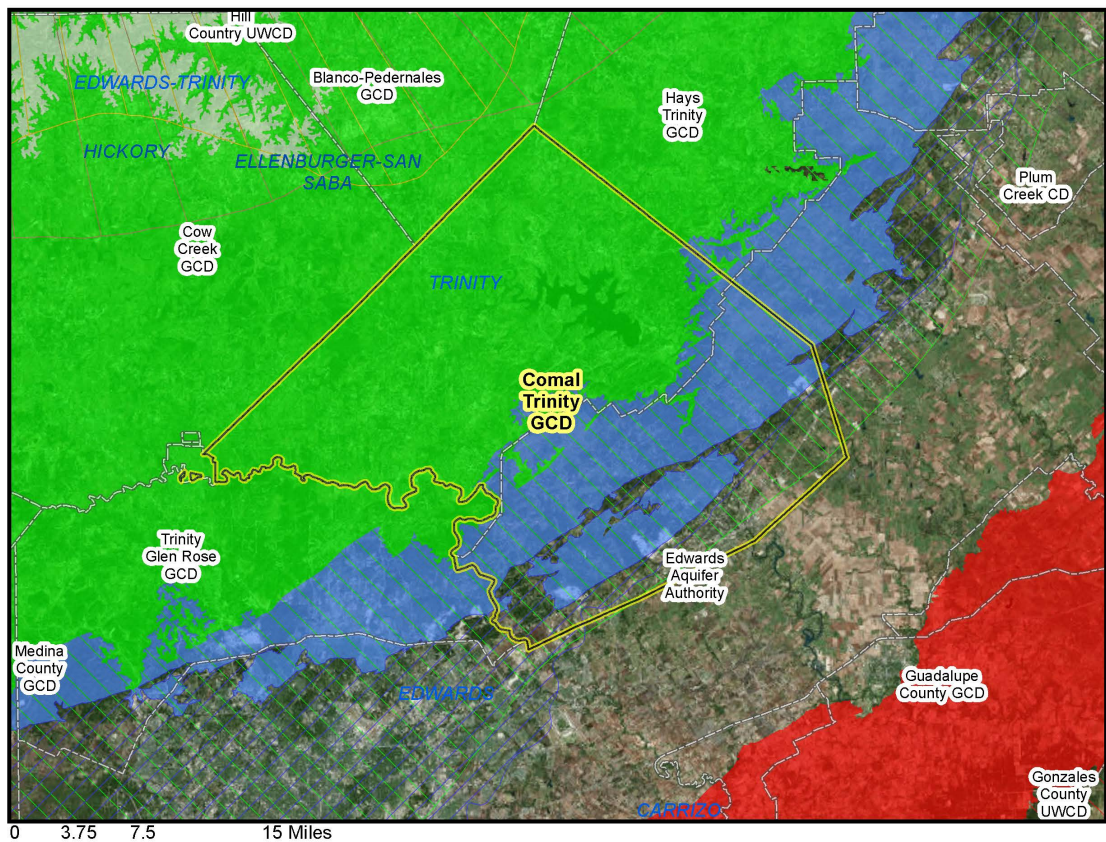 Hill
Country UWCD
EDWARDS-TRINITY
Blanco-Pedernales
GCD
Hays
Trinity
GCD
HICKORY
ELLENBURGER-SAN
SABA
Plum
Creek CD
Cow
Creek
GCD
TRINITY
Comal
Trinity
GCD
Trinity
Glen Rose
GCD
Edwards
Aquifer
Authority
Medina
County
GCD
EDWARDS
Guadalupe
County GCD
Gonzales
County
UWCD
CARRIZO
0 3.75 7.5 15 Miles